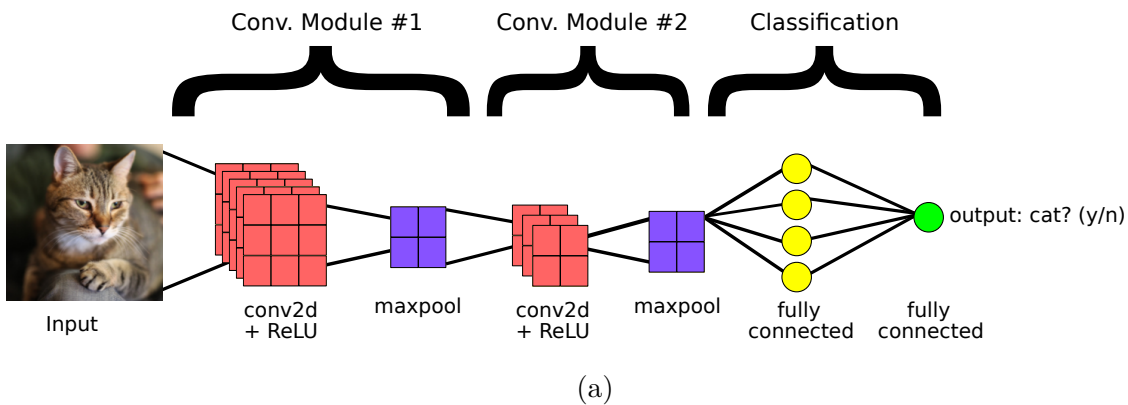 Conv. Module #1
Conv. Module #2
Classification
output: cat? (y/n)
Input
conv2d
+ ReLU
maxpool
conv2d
+ ReLU
maxpool
fully
connected
fully
connected
(a)